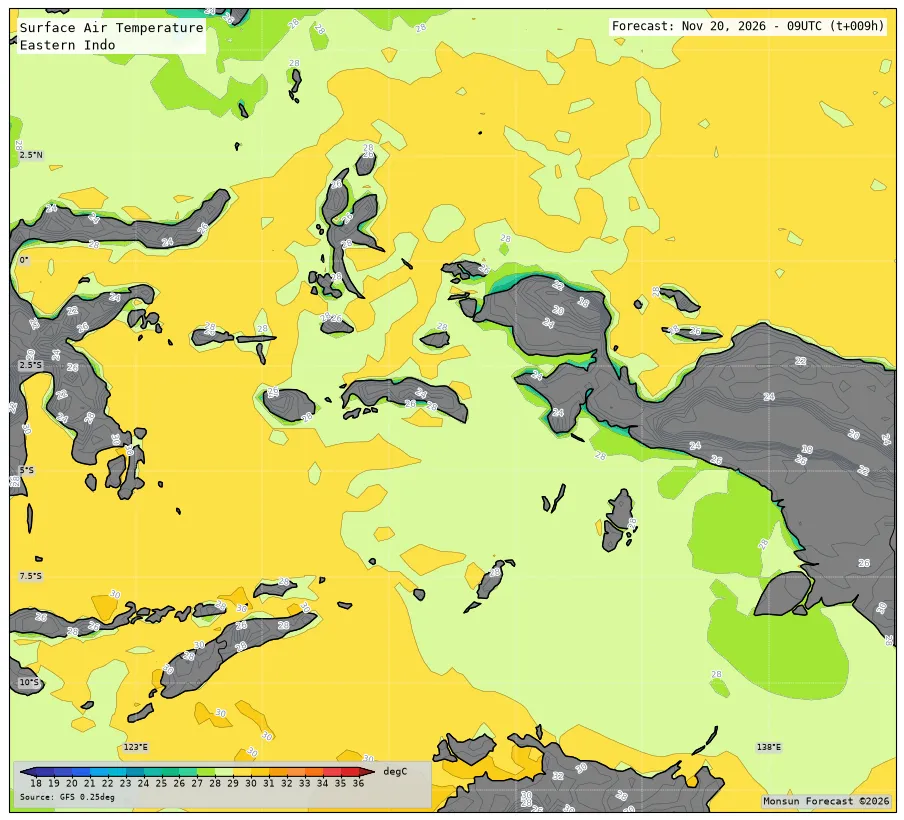 Surface Air Temperature
Eastern Indo
Forecast: Nov 20, 2026 - 09UTC (t+009h)
2.5°N
0°
2.5°S
5°S
7.5°S
10°S
123°E
138°E
degC
18 19 20 21 22 23 24 25 26 27 28 29 30 31 32 33 34 35 36
Source: GFS 0.25deg
Monsun Forecast ©2026